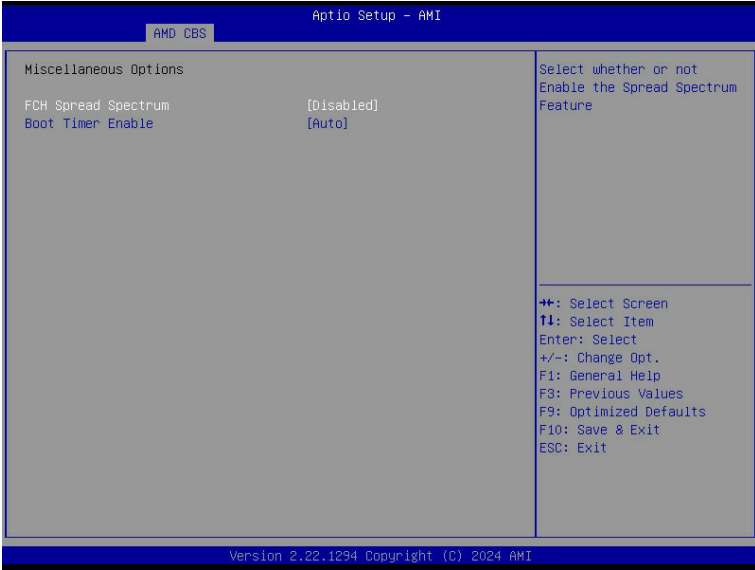 Aptio Setup – AMI
AMD CBS
Miscellaneous Options
FCH Spread Spectrum [Disabled]
Boot Timer Enable [Auto]
Select whether or not
Enable the Spread Spectrum
Feature
→←: Select Screen
↑↓: Select Item
Enter: Select
+/-: Change Opt.
F1: General Help
F3: Previous Values
F9: Optimized Defaults
F10: Save & Exit
ESC: Exit
Version 2.22.1294 Copyright (C) 2024 AMI